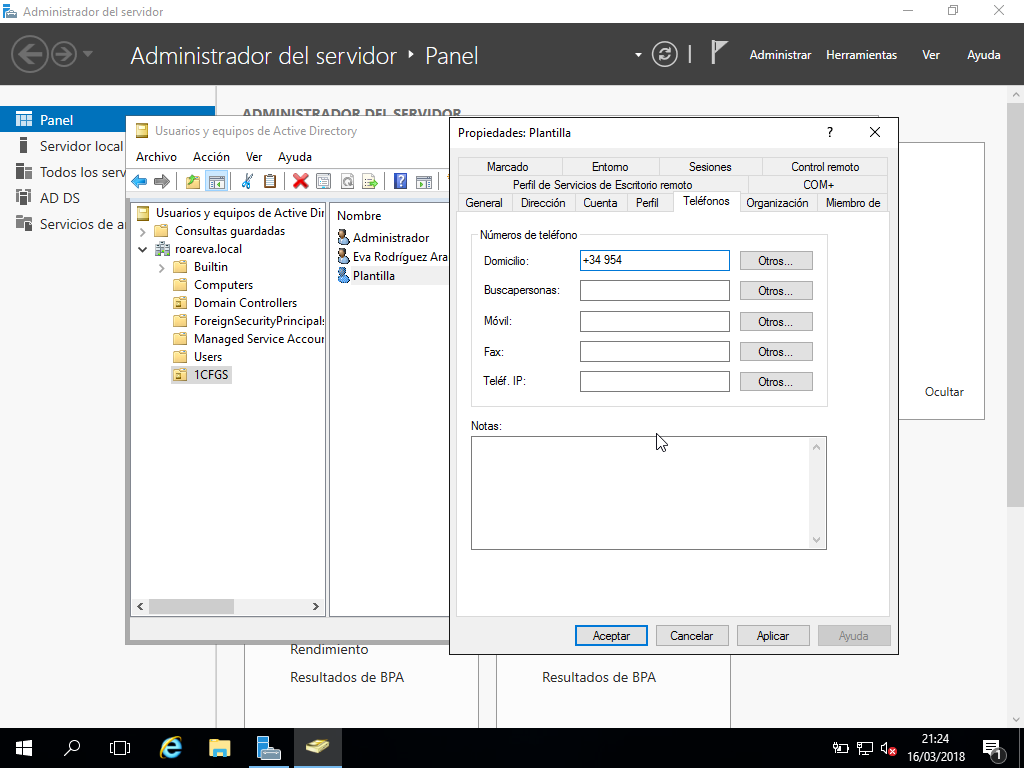 Administrador del servidor
Administrador del servidor ‣ Panel
Administrar Herramientas Ver Ayuda
ADMINISTRADOR DEL SERVIDOR
Panel
Servidor local
Todos los serv
AD DS
Servicios de a
Usuarios y equipos de Active Directory
Archivo Acción Ver Ayuda
Usuarios y equipos de Active Dir
Consultas guardadas
roareva.local
Builtin
Computers
Domain Controllers
ForeignSecurityPrincipals
Managed Service Accour
Users
1CFGS
Nombre
Administrador
Eva Rodríguez Ara
Plantilla
Propiedades: Plantilla
?
Marcado Entorno Sesiones Control remoto
Perfil de Servicios de Escritorio remoto COM+
General Dirección Cuenta Perfil Teléfonos Organización Miembro de
Números de teléfono
Domicilio: +34 954 Otros...
Buscapersonas: Otros...
Móvil: Otros...
Fax: Otros...
Teléf. IP: Otros...
Notas:
Aceptar Cancelar Aplicar Ayuda
Ocultar
Rendimiento
Resultados de BPA
Resultados de BPA
21:24
16/03/2018
1